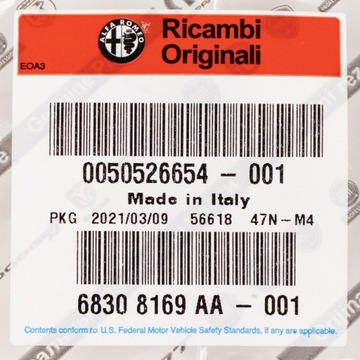 ALFA ROMEO
Ricambi
Originali
EOA3
0050526654 - 001
Made in Italy
PKG 2021/03/09 56618 47N-M4
6830 8169 AA - 001
Contents conform to U.S. Federal Motor Vehicle Safety Standards, if any are applicable.